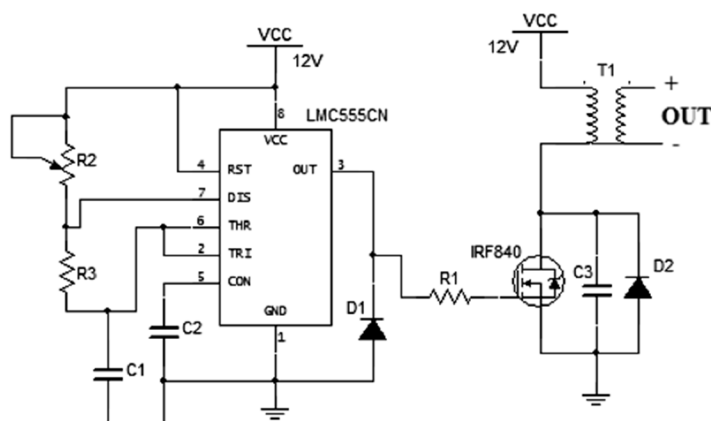 VCC
12V
VCC
12V
T1
+
OUT
-
8
LMC555CN
VCC
R2
4
RST
OUT
3
7
DIS
6
THR
2
TRI
5
CON
R3
GND
1
C2
C1
D1
R1
IRF840
C3
D2